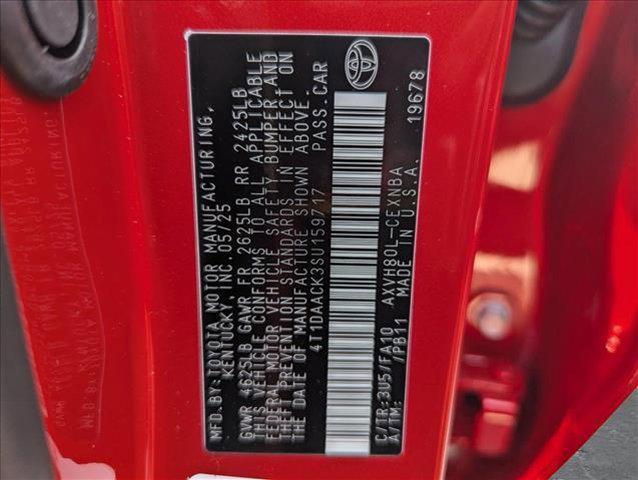 MFD.BY:TOYOTA MOTOR MANUFACTURING,
KENTUCKY, INC. 05/25
GVWR 4625LB GAWR FR 2625LB RR 2425LB
THIS VEHICLE CONFORMS TO ALL APPLICABLE
FEDERAL MOTOR VEHICLE SAFETY BUMPER,AND
THEFT PREVENTION STANDARDS IN EFFECT ON
THE DATE OF MANUFACTURE SHOWN ABOVE.
4T1DAACK3SU159717 PASS.CAR
C/TR:3U5/FA10 AXVH80L-CEXNBA
A/TM: /PB11 MADE IN U.S.A. 19678